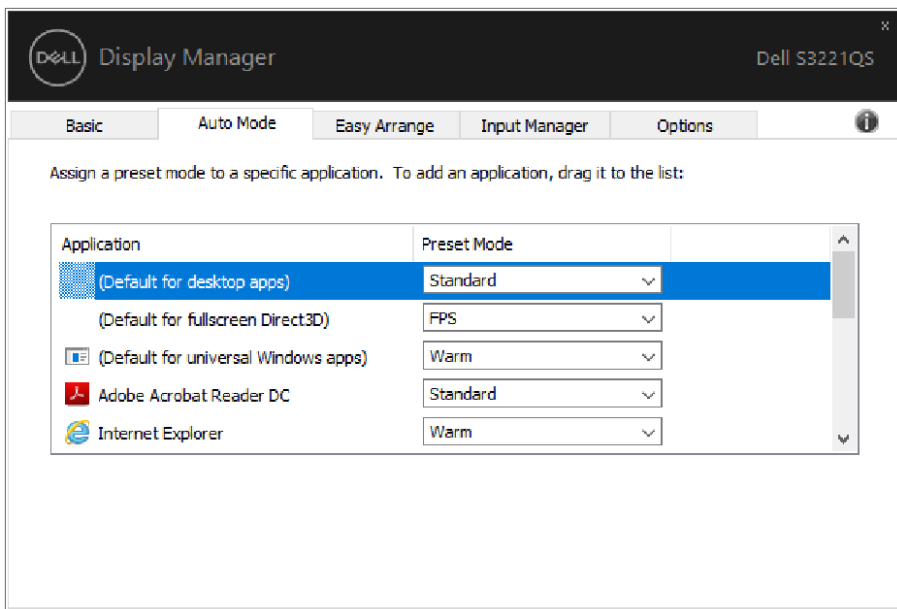 x
DELL Display Manager
Dell S3221QS
Basic Auto Mode Easy Arrange Input Manager Options
Assign a preset mode to a specific application. To add an application, drag it to the list:
Application Preset Mode
(Default for desktop apps) Standard
(Default for fullscreen Direct3D) FPS
(Default for universal Windows apps) Warm
Adobe Acrobat Reader DC Standard
Internet Explorer Warm